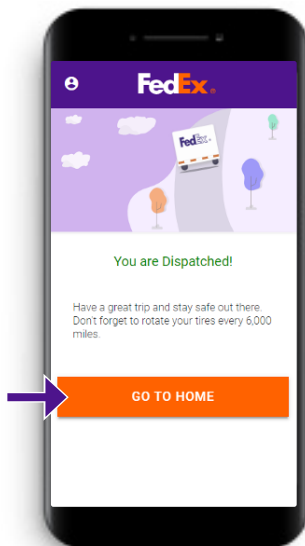 FedEx®
FedEx
You are Dispatched!
Have a great trip and stay safe out there.
Don't forget to rotate your tires every 6,000
miles.
GO TO HOME